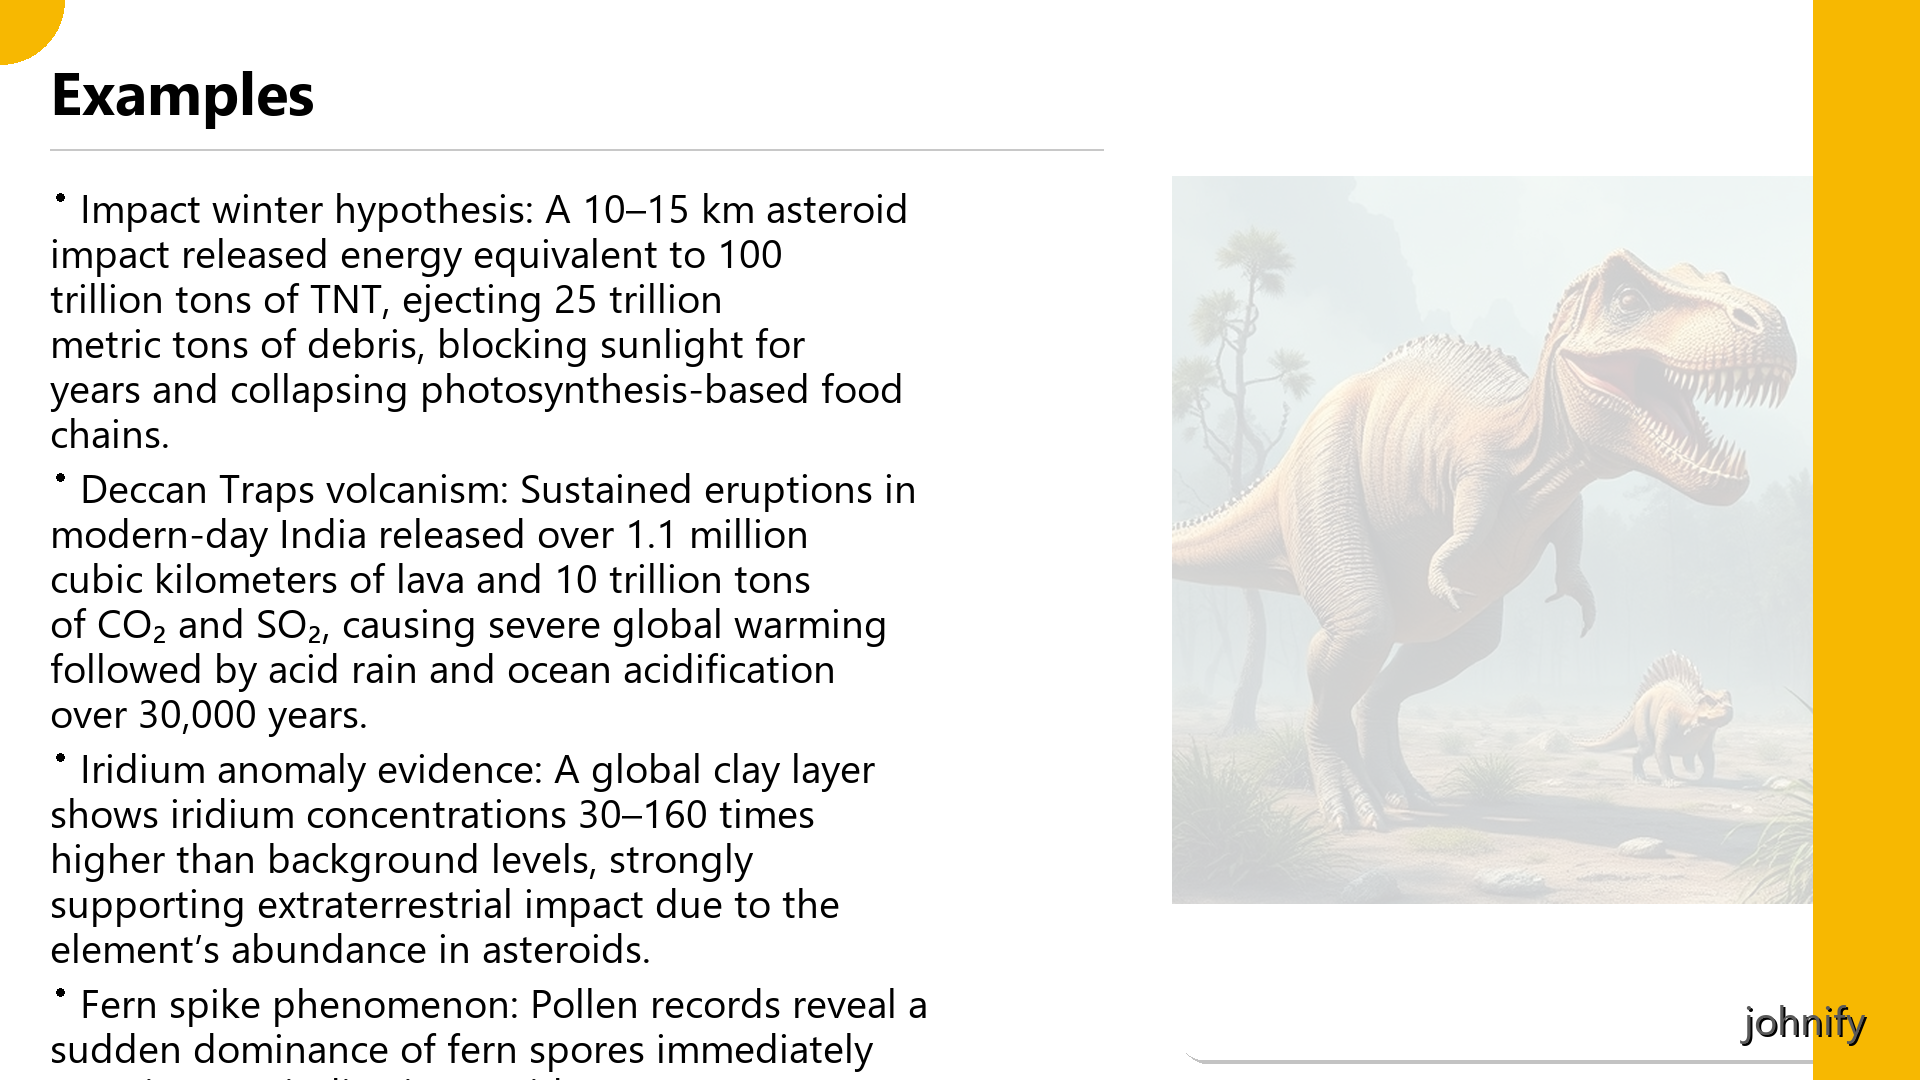 Examples
• Impact winter hypothesis: A 10–15 km asteroid
impact released energy equivalent to 100
trillion tons of TNT, ejecting 25 trillion
metric tons of debris, blocking sunlight for
years and collapsing photosynthesis-based food
chains.
• Deccan Traps volcanism: Sustained eruptions in
modern-day India released over 1.1 million
cubic kilometers of lava and 10 trillion tons
of CO₂ and SO₂, causing severe global warming
followed by acid rain and ocean acidification
over 30,000 years.
• Iridium anomaly evidence: A global clay layer
shows iridium concentrations 30–160 times
higher than background levels, strongly
supporting extraterrestrial impact due to the
element’s abundance in asteroids.
• Fern spike phenomenon: Pollen records reveal a
sudden dominance of fern spores immediately
johnify